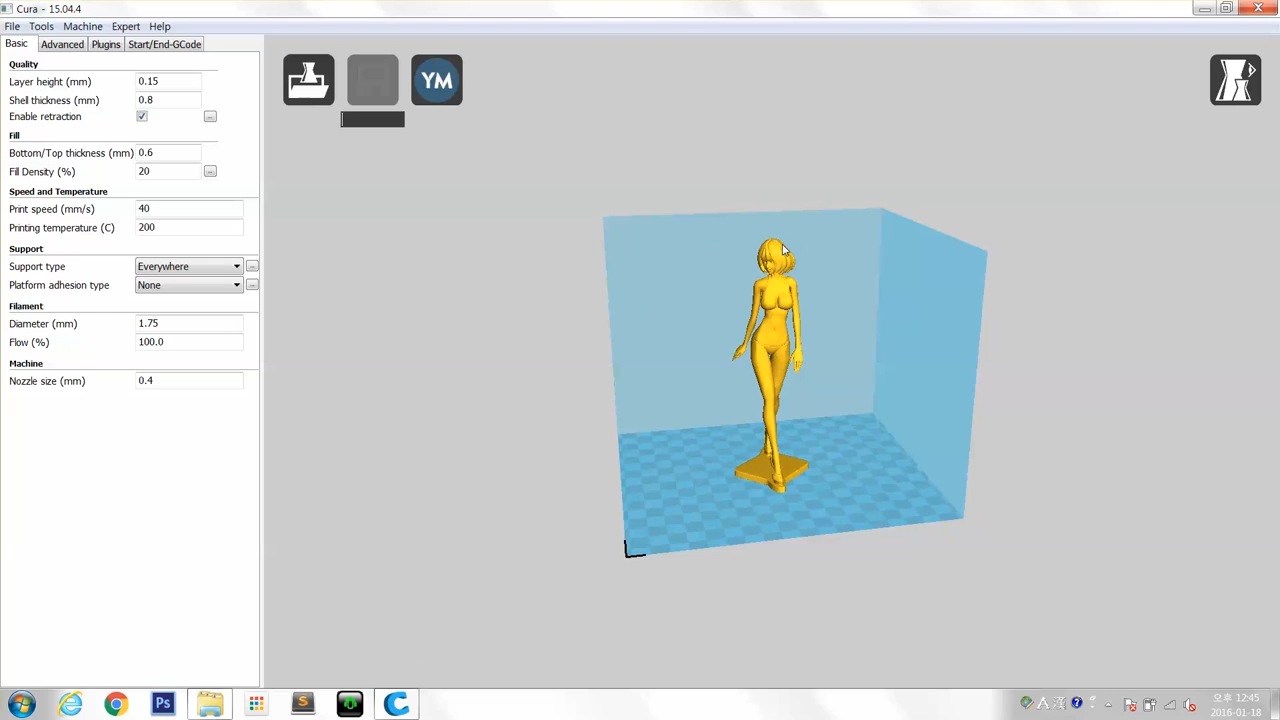 Cura - 15.04.4
File Tools Machine Expert Help
Basic Advanced Plugins Start/End-GCode
Quality
Layer height (mm) 0.15
Shell thickness (mm) 0.8
Enable retraction
Fill
Bottom/Top thickness (mm) 0.6
Fill Density (%) 20
Speed and Temperature
Print speed (mm/s) 40
Printing temperature (C) 200
Support
Support type Everywhere
Platform adhesion type None
Filament
Diameter (mm) 1.75
Flow (%) 100.0
Machine
Nozzle size (mm) 0.4
YM
Ps
S
A 漢 ?
오후 12:45
2016-01-18